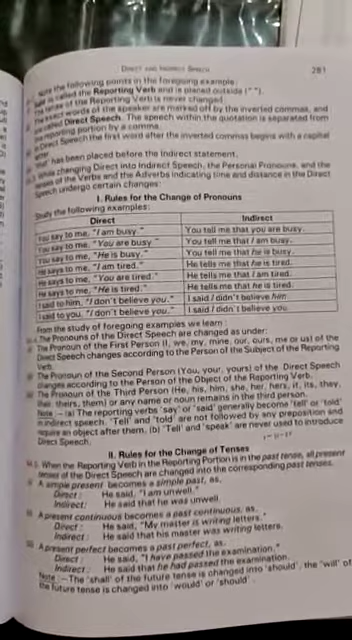 DIRECT AND INDIRECT SPEECH 281
Note the following points in the foregoing example:
is called the Reporting Verb and is placed outside (" ").
The tense of the Reporting Verb is never changed.
exact words of the speaker are marked off by the inverted commas, and
called Direct Speech. The speech within the quotation is separated from
reporting portion by a comma.
In Direct Speech the first word after the inverted commas begins with a capital
letter.
has been placed before the Indirect statement.
While changing Direct into Indirect Speech, the Personal Pronouns, and the
Tenses of the Verbs and the Adverbs indicating time and distance in the Direct
Speech undergo certain changes:
I. Rules for the Change of Pronouns
Study the following examples:
Direct Indirect
You say to me, "I am busy." You tell me that you are busy.
You say to me, "You are busy" You tell me that I am busy.
You say to me, "He is busy." You tell me that he is busy.
He says to me, "I am tired." He tells me that he is tired.
He says to me, "You are tired." He tells me that I am tired.
He says to me, "He is tired." He tells me that he is tired.
I said to him, "I don't believe you." I said I didn't believe him.
I said to you, "I don't believe you." I said I didn't believe you.
From the study of foregoing examples we learn
The Pronouns of the Direct Speech are changed as under:
The Pronoun of the First Person (I, we, my, mine, our, ours, me or us) of the
Direct Speech changes according to the Person of the Subject of the Reporting
Verb.
The Pronoun of the Second Person (You, your, yours) of the Direct Speech
changes according to the Person of the Object of the Reporting Verb.
The Pronoun of the Third Person (He, his, him, she, her, hers, it, its, they,
their, theirs, them) or any name or noun remains in the third person.
Note :—(a) The reporting verbs 'say' or 'said' generally become 'tell' or 'told'
in indirect speech. 'Tell' and 'told' are not followed by any preposition and
require an object after them. (b) 'Tell' and 'speak' are never used to introduce
Direct Speech.
II. Rules for the Change of Tenses
When the Reporting Verb in the Reporting Portion is in the past tense, all present
tenses of the Direct Speech are changed into the corresponding past tenses.
A simple present becomes a simple past, as,
Direct : He said, "I am unwell."
Indirect: He said that he was unwell.
A present continuous becomes a past continuous, as,
Direct : He said, "My master is writing letters."
Indirect : He said that his master was writing letters.
A present perfect becomes a past perfect, as,
Direct : He said, "I have passed the examination."
Indirect : He said that he had passed the examination.
Note :—The 'shall' of the future tense is changed into 'should', the 'will' of
the future tense is changed into 'would' or 'should'.